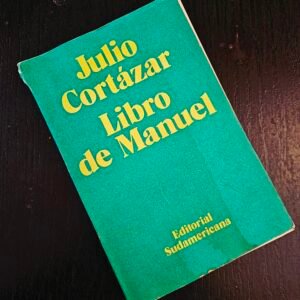 Julio
Cortázar
Libro
de Manuel
Editorial
Sudamericana